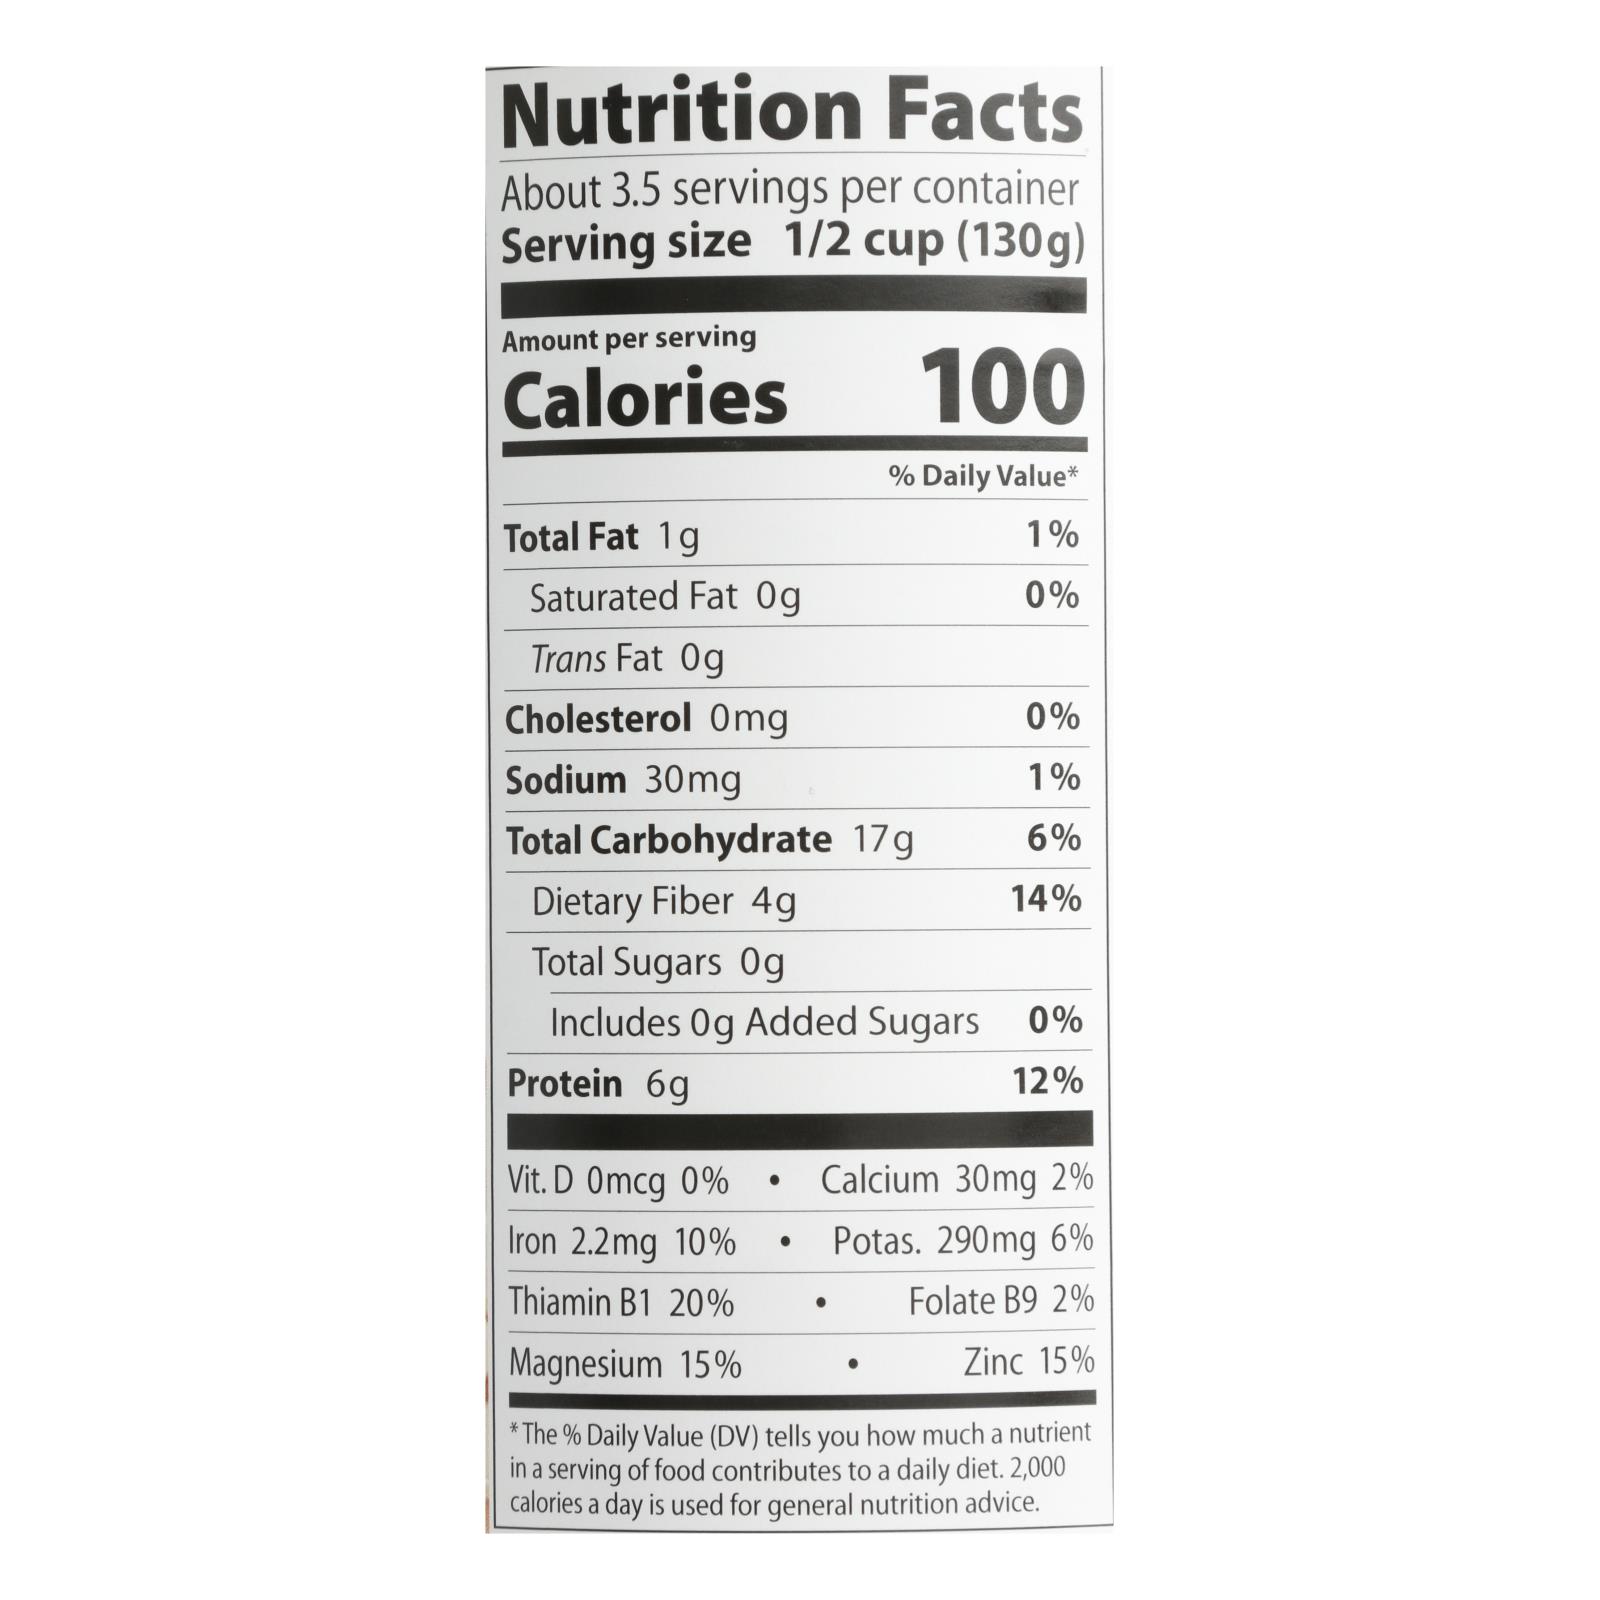 Nutrition Facts
About 3.5 servings per container
Serving size 1/2 cup (130g)
Amount per serving
Calories 100
% Daily Value*
Total Fat 1g 1%
Saturated Fat 0g 0%
Trans Fat 0g
Cholesterol 0mg 0%
Sodium 30mg 1%
Total Carbohydrate 17g 6%
Dietary Fiber 4g 14%
Total Sugars 0g
Includes 0g Added Sugars 0%
Protein 6g 12%
Vit. D 0mcg 0% • Calcium 30mg 2%
Iron 2.2mg 10% • Potas. 290mg 6%
Thiamin B1 20% • Folate B9 2%
Magnesium 15% • Zinc 15%
* The % Daily Value (DV) tells you how much a nutrient
in a serving of food contributes to a daily diet. 2,000
calories a day is used for general nutrition advice.